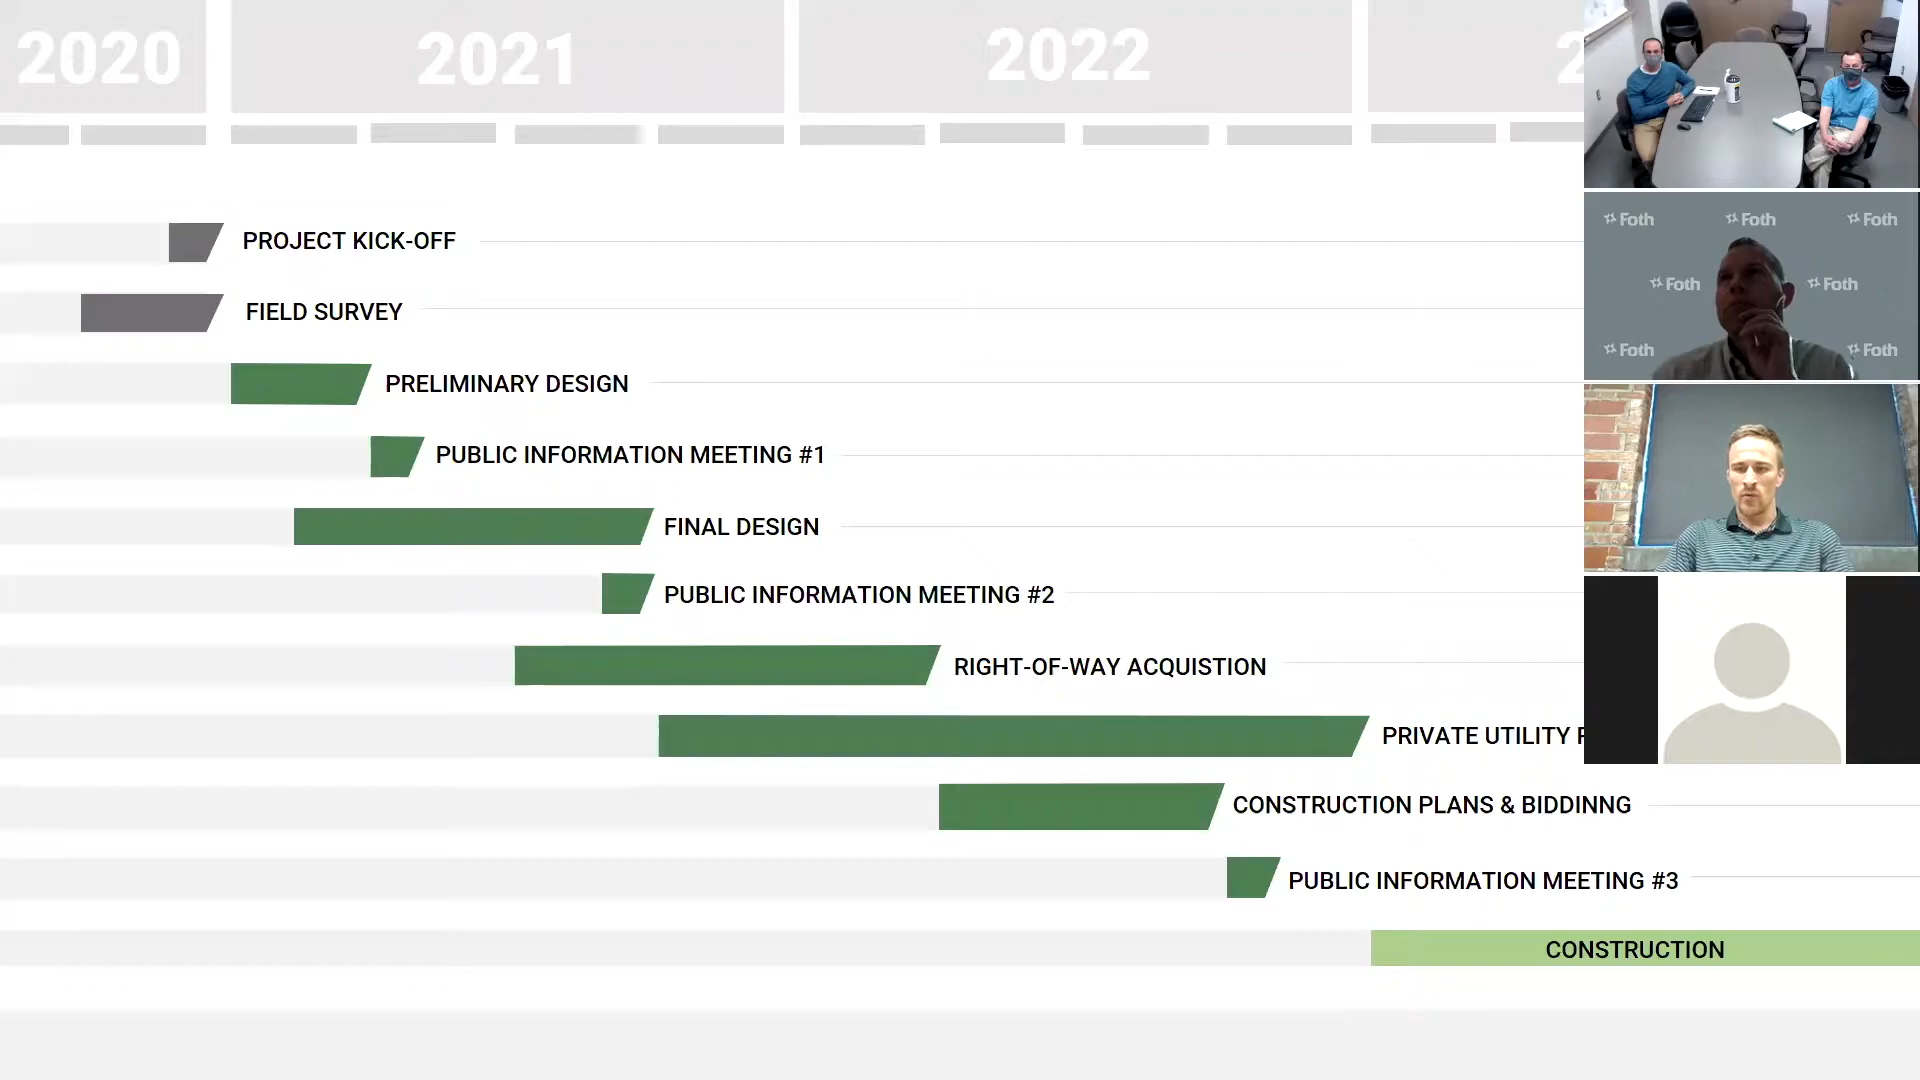 2020
2021
2022
2
PROJECT KICK-OFF
FIELD SURVEY
PRELIMINARY DESIGN
PUBLIC INFORMATION MEETING #1
FINAL DESIGN
PUBLIC INFORMATION MEETING #2
RIGHT-OF-WAY ACQUISTION
PRIVATE UTILITY
CONSTRUCTION PLANS & BIDDINNG
PUBLIC INFORMATION MEETING #3
CONSTRUCTION
Foth Foth Foth
Foth Foth
Foth Foth